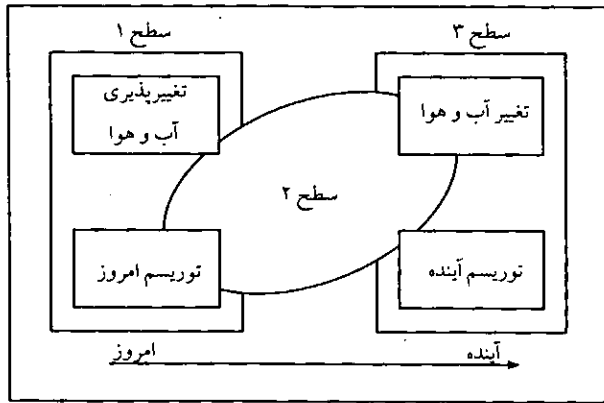 سطح ۳
سطح ۱
تغییر آب و هوا
تغییرپذیری
آب و هوا
سطح ۲
توریسم آینده
توریسم امروز
آینده
امروز